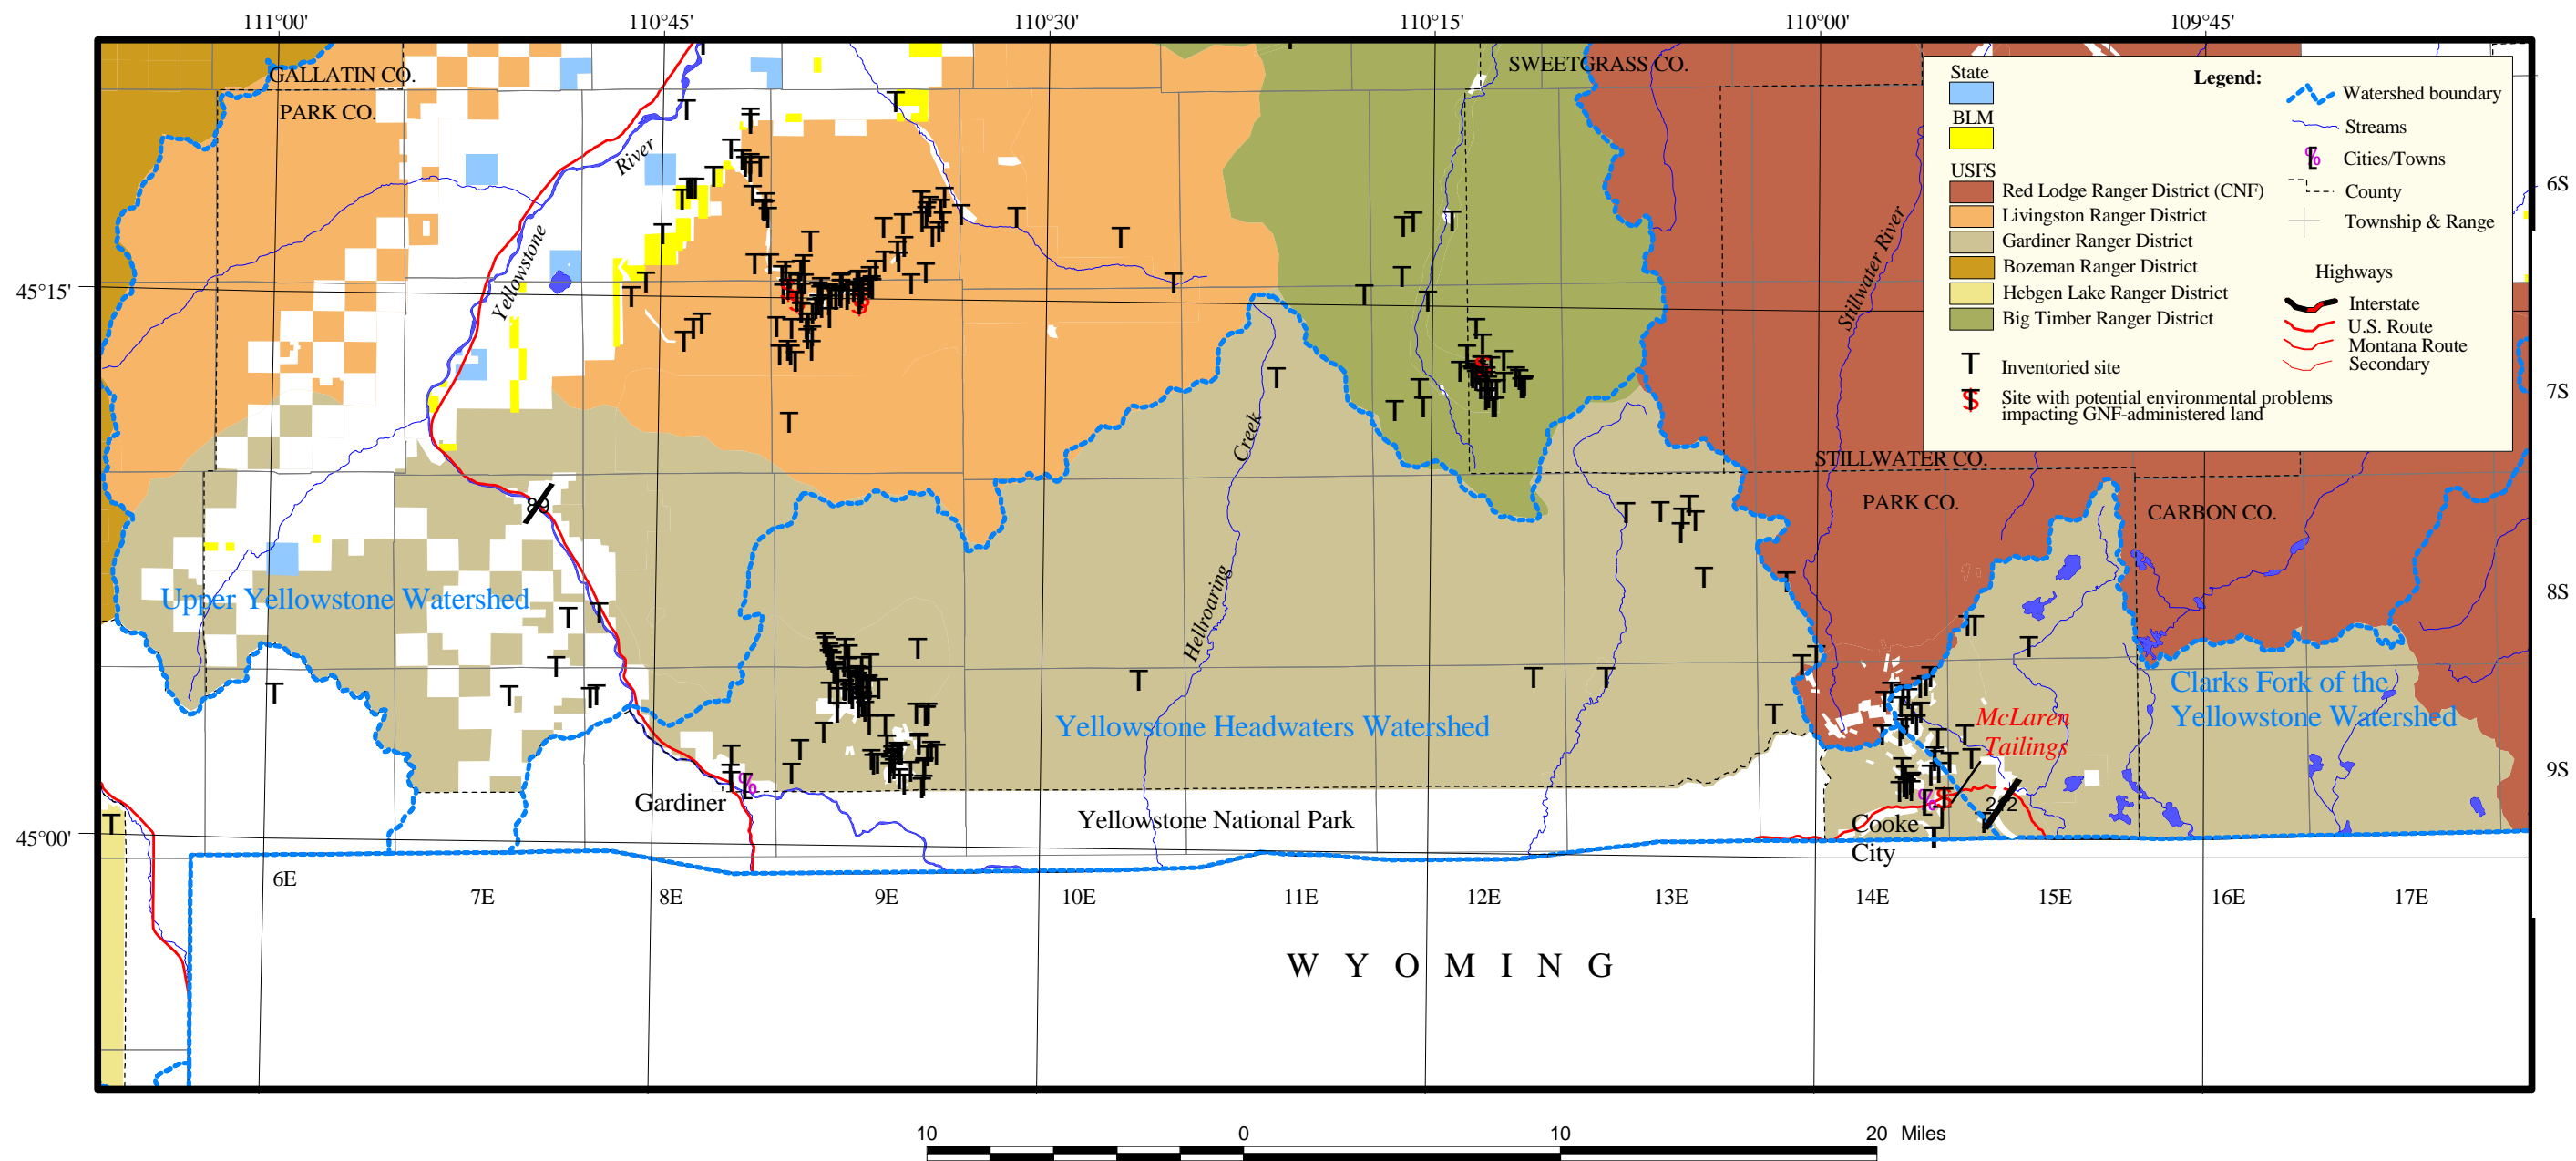 111°00'
110°45'
110°30'
110°15'
110°00'
109°45'
GALLATIN CO.
PARK CO.
SWEETGRASS CO.
State
BLM
USFS
Red Lodge Ranger District (CNF)
Livingston Ranger District
Gardiner Ranger District
Bozeman Ranger District
Hebgen Lake Ranger District
Big Timber Ranger District
T Inventoried site
$ Site with potential environmental problems
impacting GNF-administered land
Legend:
Watershed boundary
Streams
% Cities/Towns
County
Township & Range
Highways
Interstate
U.S. Route
Montana Route
Secondary
6S
7S
8S
9S
45°15'
45°00'
River
Yellowstone
Stillwater River
Creek
Hellroaring
STILLWATER CO.
PARK CO.
CARBON CO.
89
Upper Yellowstone Watershed
Yellowstone Headwaters Watershed
Clarks Fork of the
Yellowstone Watershed
McLaren
Tailings
212
Gardiner
Yellowstone National Park
Cooke
City
6E
7E
8E
9E
10E
11E
12E
13E
14E
15E
16E
17E
WYOMING
10
0
10
20 Miles